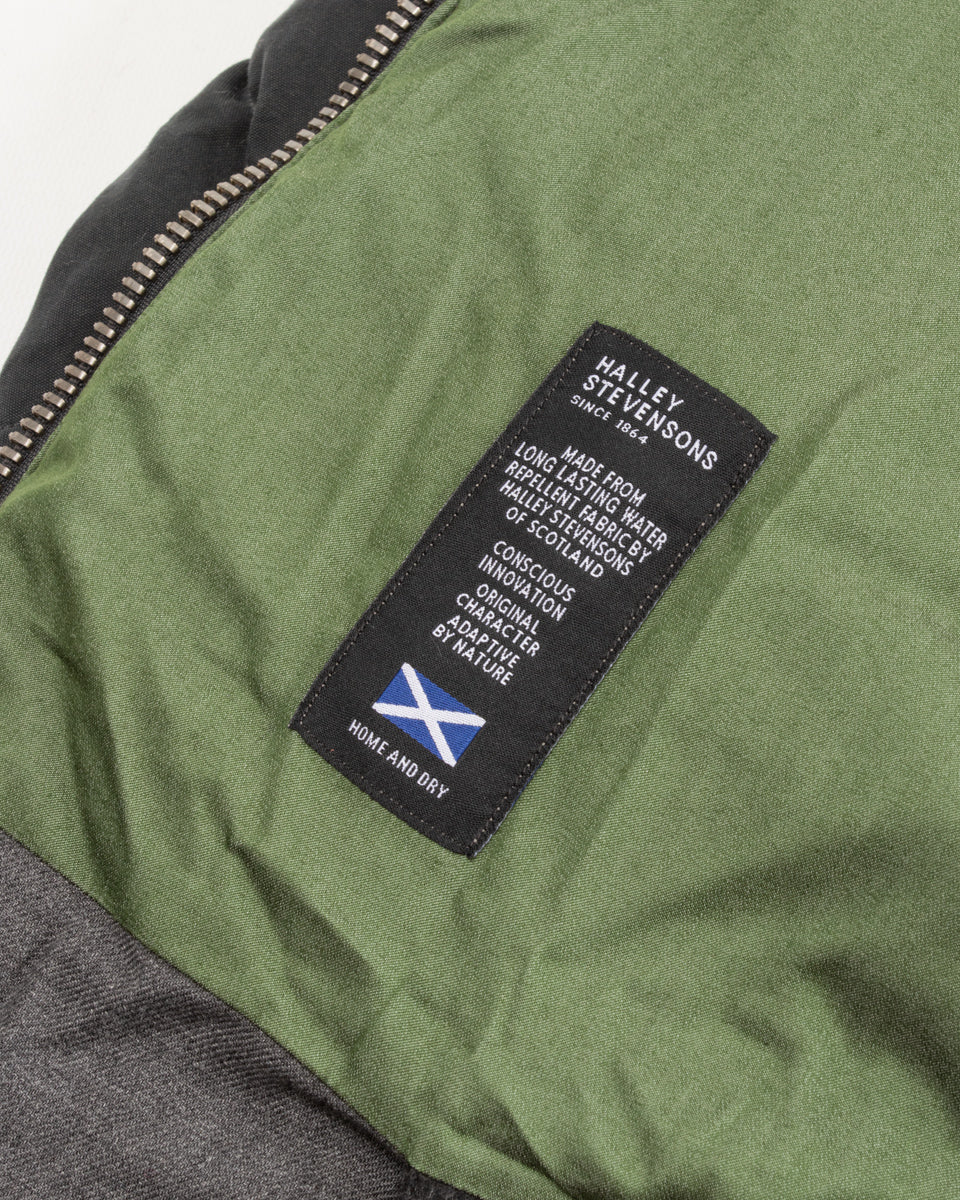 HALLEY
STEVENSONS
SINCE 1864
MADE FROM
LONG LASTING WATER
REPELLENT FABRIC BY
HALLEY STEVENSONS
OF SCOTLAND
CONSCIOUS
INNOVATION
ORIGINAL
CHARACTER
ADAPTIVE
BY NATURE
HOME AND DRY